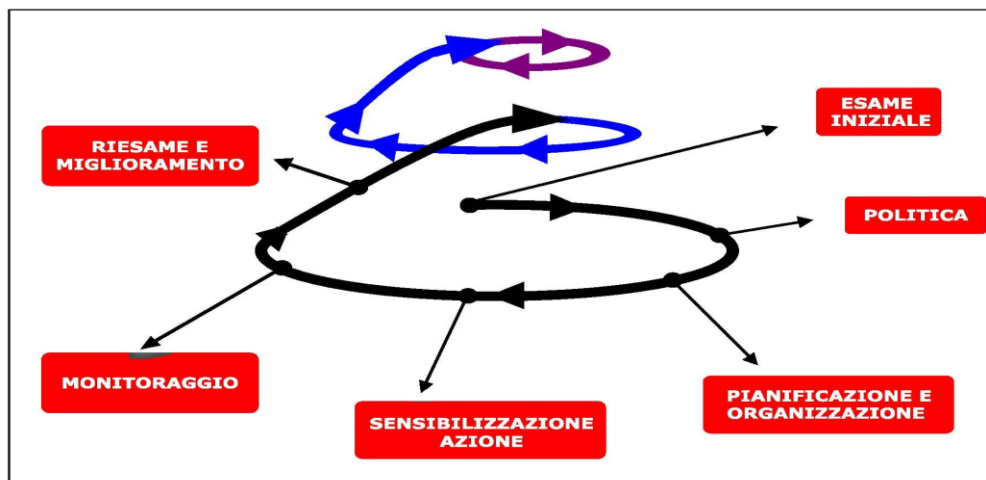 ESAME
INIZIALE
RIESAME E
MIGLIORAMENTO
POLITICA
MONITORAGGIO
PIANIFICAZIONE E
ORGANIZZAZIONE
SENSIBILIZZAZIONE
AZIONE